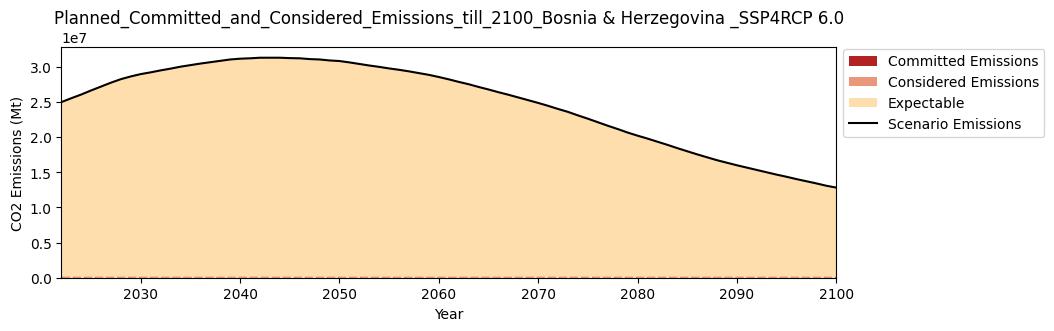 Planned_Committed_and_Considered_Emissions_till_2100_Bosnia & Herzegovina _SSP4RCP 6.0
1e7
3.0
2.5
2.0
1.5
1.0
0.5
0.0
CO2 Emissions (Mt)
2030 2040 2050 2060 2070 2080 2090 2100
Year
Committed Emissions
Considered Emissions
Expectable
Scenario Emissions